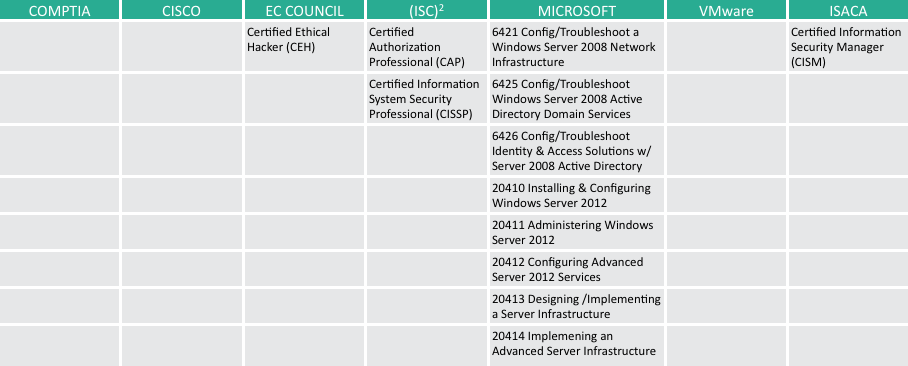 COMPTIA CISCO EC COUNCIL (ISC)² MICROSOFT VMware ISACA
Certified Ethical
Hacker (CEH)
Certified
Authorization
Professional (CAP)
6421 Config/Troubleshoot a
Windows Server 2008 Network
Infrastructure
Certified Information
Security Manager
(CISM)
Certified Information
System Security
Professional (CISSP)
6425 Config/Troubleshoot
Windows Server 2008 Active
Directory Domain Services
6426 Config/Troubleshoot
Identity & Access Solutions w/
Server 2008 Active Directory
20410 Installing & Configuring
Windows Server 2012
20411 Administering Windows
Server 2012
20412 Configuring Advanced
Server 2012 Services
20413 Designing /Implementing
a Server Infrastructure
20414 Implemening an
Advanced Server Infrastructure